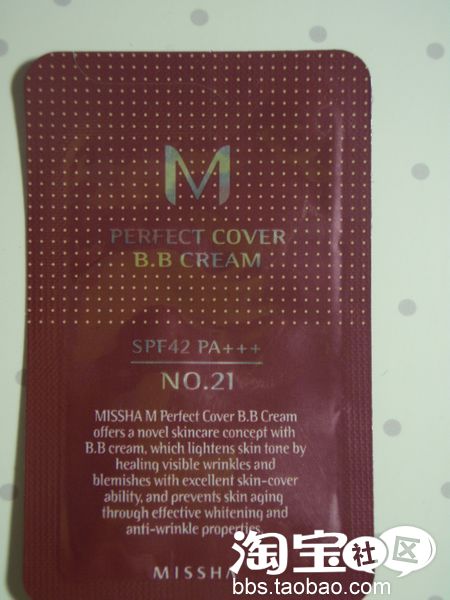 M
PERFECT COVER
B.B CREAM
SPF42 PA+++
NO.21
MISSHA M Perfect Cover B.B Cream
offers a novel skincare concept with
B.B cream, which lightens skin tone by
healing visible wrinkles and
blemishes with excellent skin-cover
ability, and prevents skin aging
through effective whitening and
anti-wrinkle properties.
MISSHA
淘宝社区
bbs.taobao.com